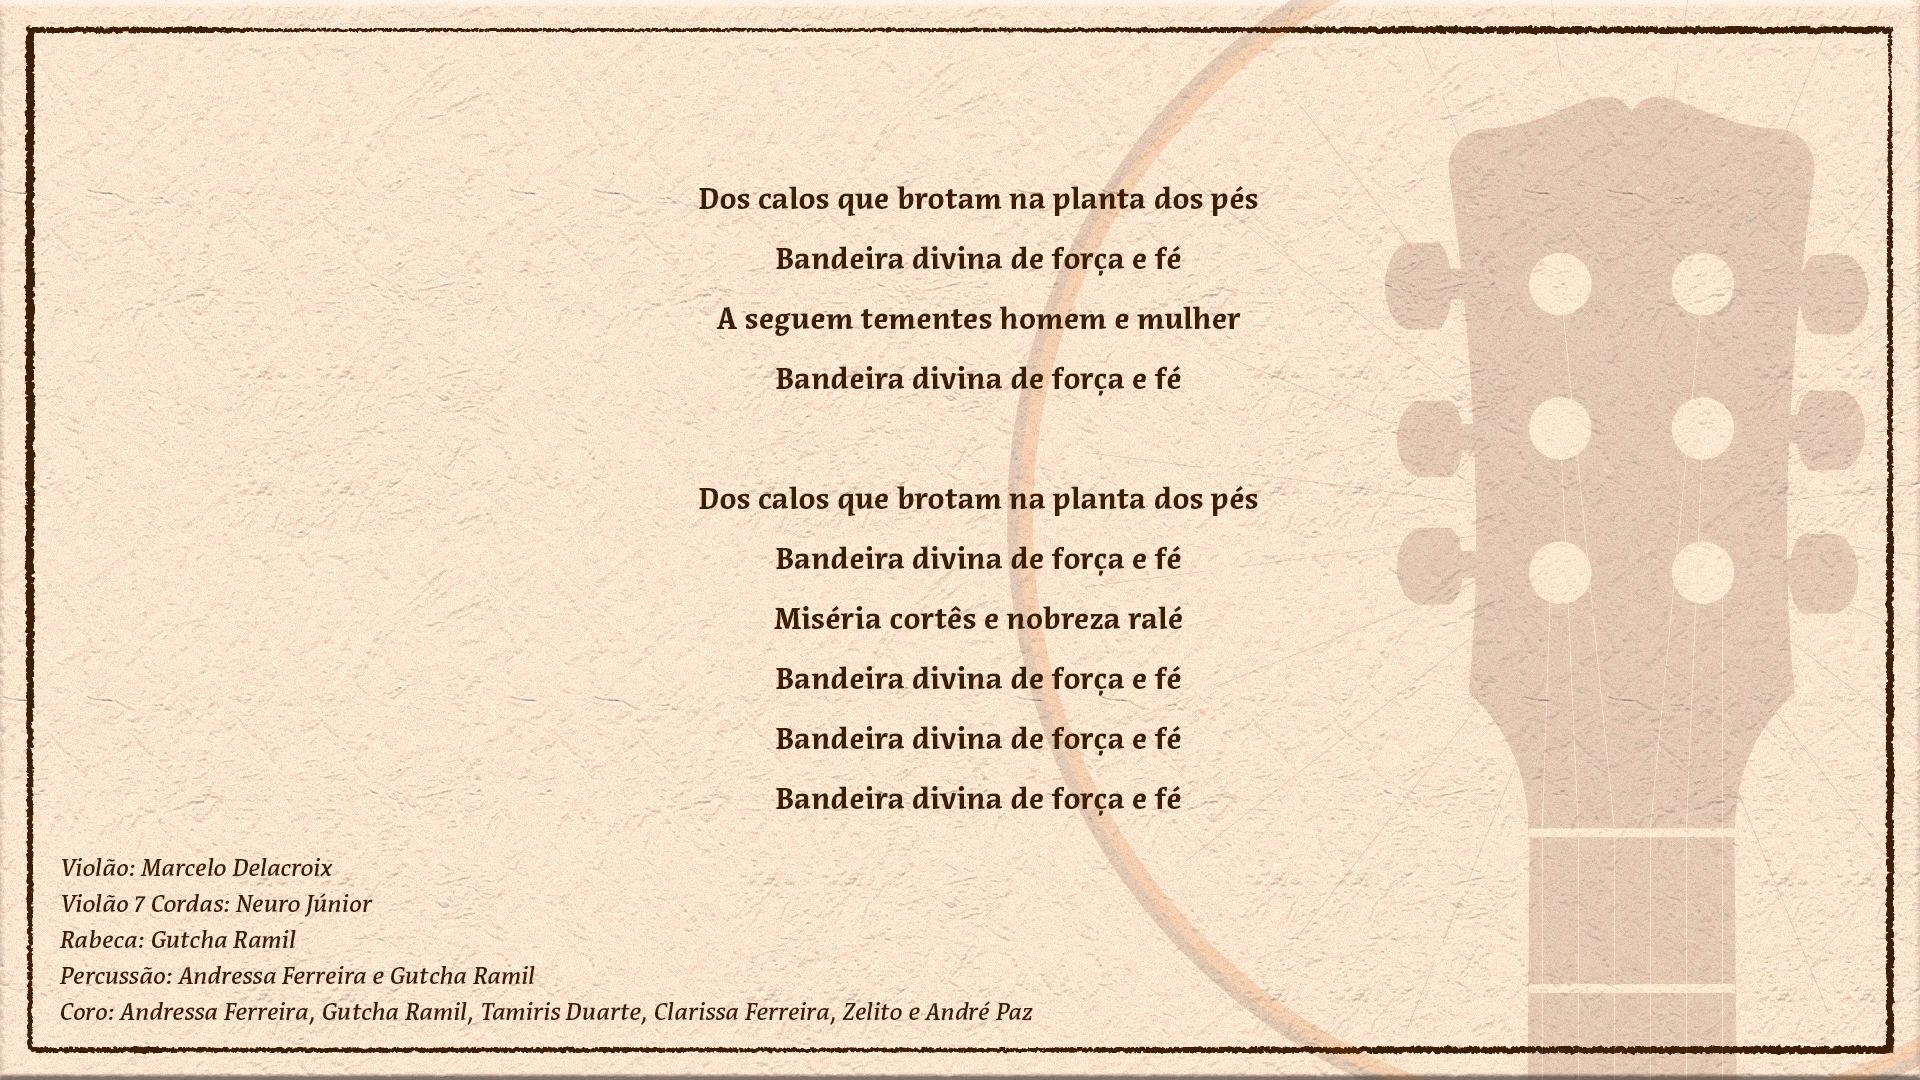 Dos calos que brotam na planta dos pés
Bandeira divina de força e fé
A seguem tementes homem e mulher
Bandeira divina de força e fé
Dos calos que brotam na planta dos pés
Bandeira divina de força e fé
Miséria cortês e nobreza ralé
Bandeira divina de força e fé
Bandeira divina de força e fé
Bandeira divina de força e fé
Violão: Marcelo Delacroix
Violão 7 Cordas: Neuro Júnior
Rabeca: Gutcha Ramil
Percussão: Andressa Ferreira e Gutcha Ramil
Coro: Andressa Ferreira, Gutcha Ramil, Tamiris Duarte, Clarissa Ferreira, Zelito e André Paz